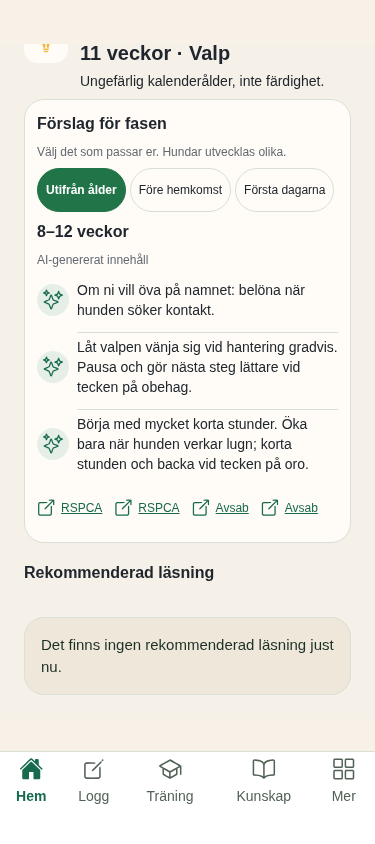 11 veckor · Valp
Ungefärlig kalenderålder, inte färdighet.
Förslag för fasen
Välj det som passar er. Hundar utvecklas olika.
Utifrån ålder
Före hemkomst
Första dagarna
8–12 veckor
AI-genererat innehåll
Om ni vill öva på namnet: belöna när
hunden söker kontakt.
Låt valpen vänja sig vid hantering gradvis.
Pausa och gör nästa steg lättare vid
tecken på obehag.
Börja med mycket korta stunder. Öka
bara när hunden verkar lugn; korta
stunden och backa vid tecken på oro.
RSPCA
RSPCA
Avsab
Avsab
Rekommenderad läsning
Det finns ingen rekommenderad läsning just
nu.
Hem
Logg
Träning
Kunskap
Mer